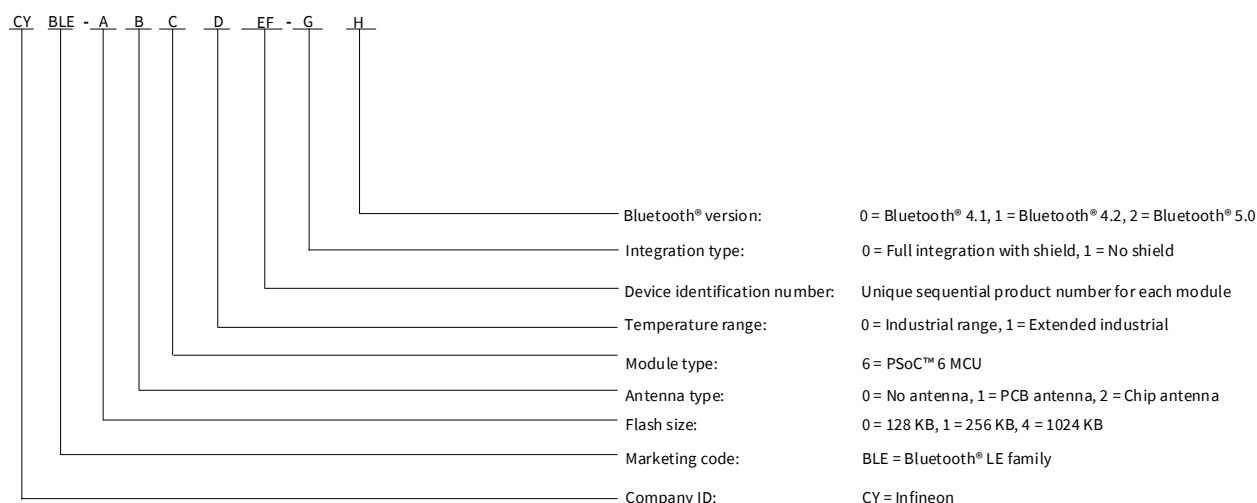 CY BLE - A B C D EF - G H
Bluetooth® version: 0 = Bluetooth® 4.1, 1 = Bluetooth® 4.2, 2 = Bluetooth® 5.0
Integration type: 0 = Full integration with shield, 1 = No shield
Device identification number: Unique sequential product number for each module
Temperature range: 0 = Industrial range, 1 = Extended industrial
Module type: 6 = PSoC™ 6 MCU
Antenna type: 0 = No antenna, 1 = PCB antenna, 2 = Chip antenna
Flash size: 0 = 128 KB, 1 = 256 KB, 4 = 1024 KB
Marketing code: BLE = Bluetooth® LE family
Company ID: CY = Infineon